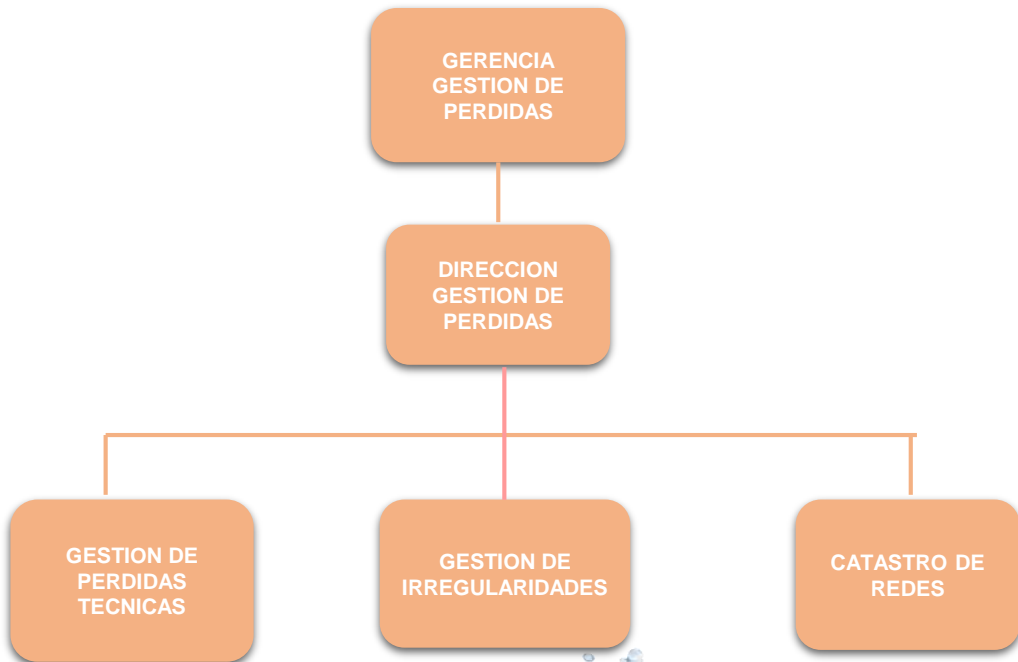 GERENCIA
GESTION DE
PERDIDAS
DIRECCION
GESTION DE
PERDIDAS
GESTION DE
PERDIDAS
TECNICAS
GESTION DE
IRREGULARIDADES
CATASTRO DE
REDES